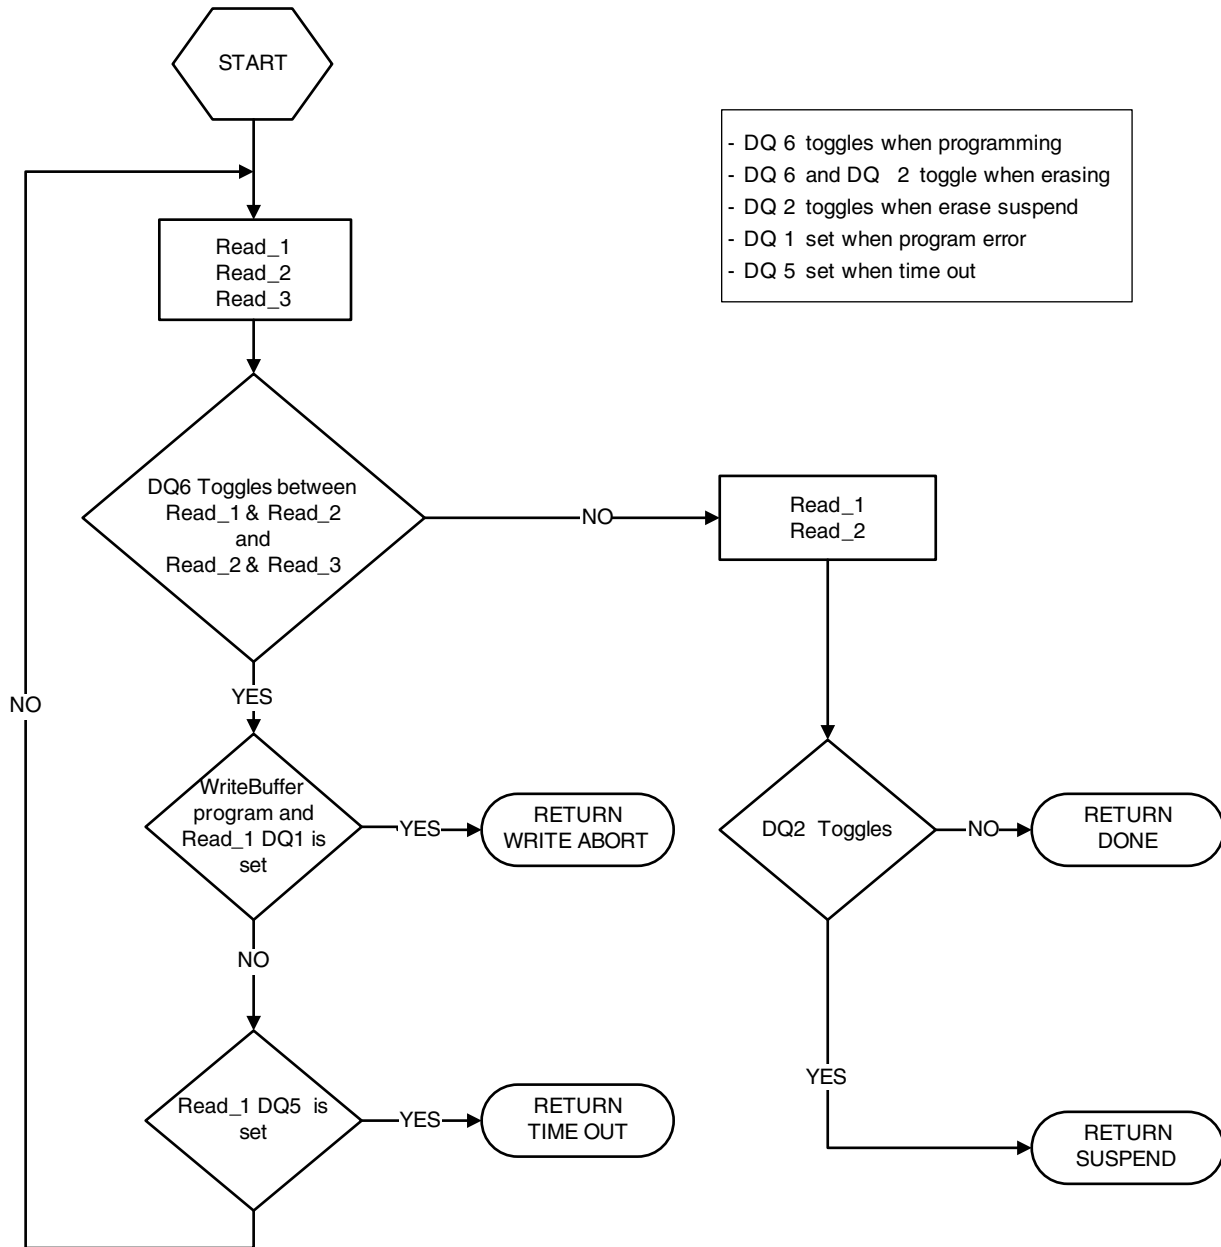 START
- DQ 6 toggles when programming
- DQ 6 and DQ 2 toggle when erasing
- DQ 2 toggles when erase suspend
- DQ 1 set when program error
- DQ 5 set when time out
Read_1
Read_2
Read_3
DQ6 Toggles between
Read_1 & Read_2
and
Read_2 & Read_3
NO
Read_1
Read_2
YES
NO
WriteBuffer
program and
Read_1 DQ1 is
set
YES
RETURN
WRITE ABORT
DQ2 Toggles
NO
RETURN
DONE
NO
YES
Read_1 DQ5 is
set
YES
RETURN
TIME OUT
RETURN
SUSPEND